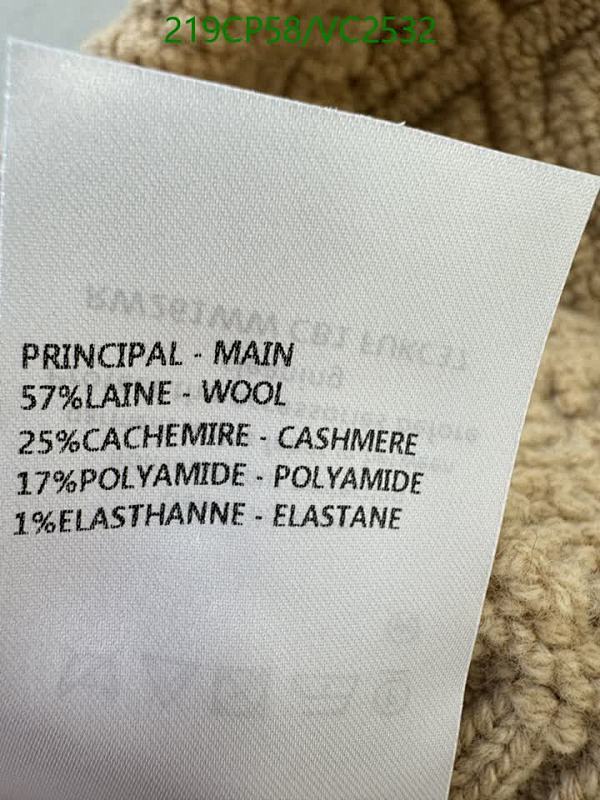 219CP58/VC2532
PRINCIPAL - MAIN
57%LAINE - WOOL
25%CACHEMIRE - CASHMERE
17%POLYAMIDE - POLYAMIDE
1%ELASTHANNE - ELASTANE